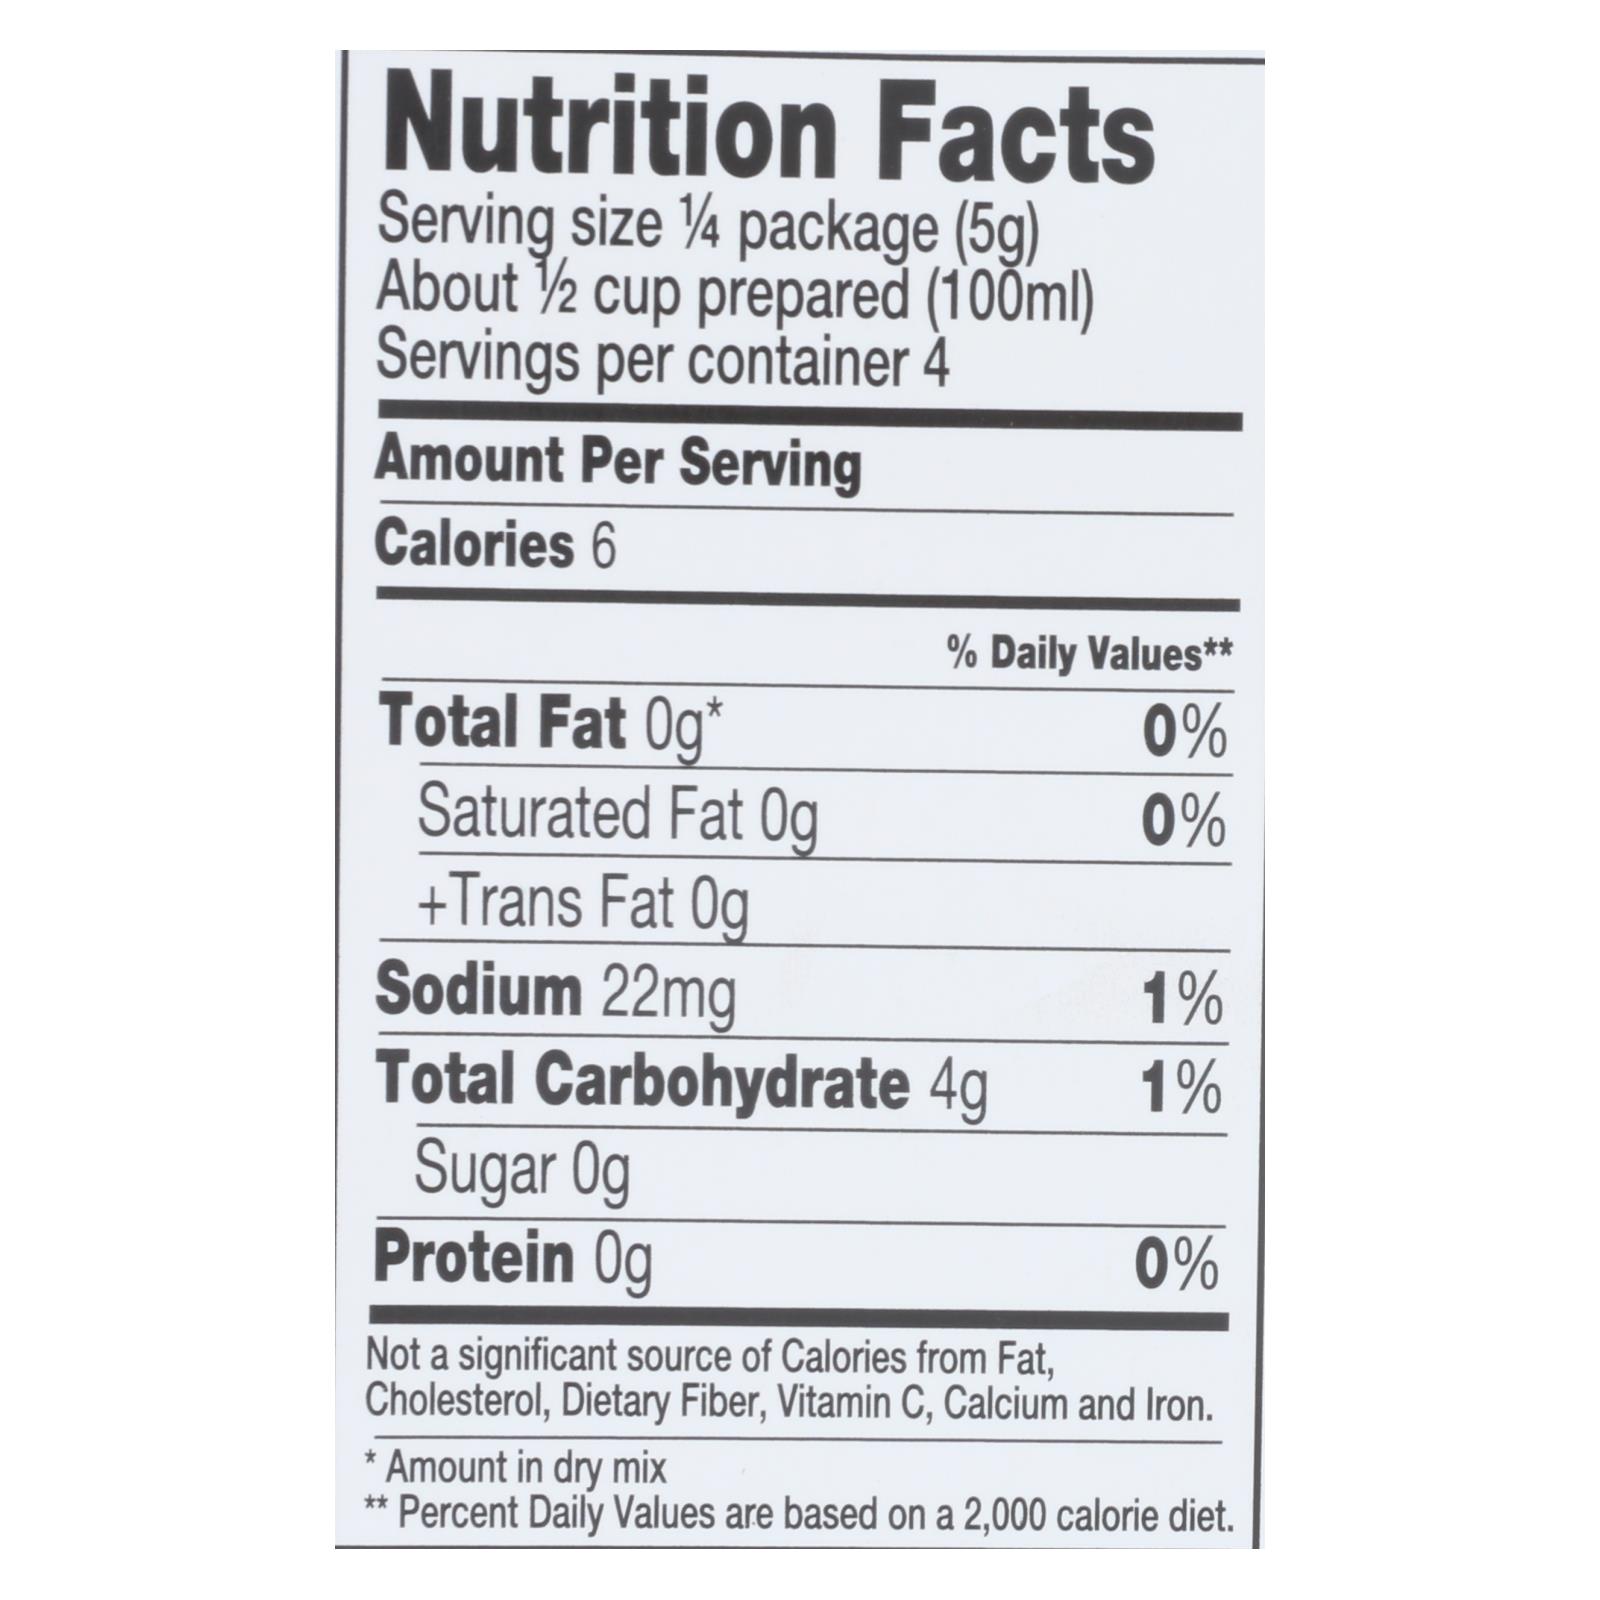 Nutrition Facts
Serving size ¼ package (5g)
About ½ cup prepared (100ml)
Servings per container 4
Amount Per Serving
Calories 6
% Daily Values**
Total Fat 0g* 0%
Saturated Fat 0g 0%
+Trans Fat 0g
Sodium 22mg 1%
Total Carbohydrate 4g 1%
Sugar 0g
Protein 0g 0%
Not a significant source of Calories from Fat,
Cholesterol, Dietary Fiber, Vitamin C, Calcium and Iron.
* Amount in dry mix
** Percent Daily Values are based on a 2,000 calorie diet.